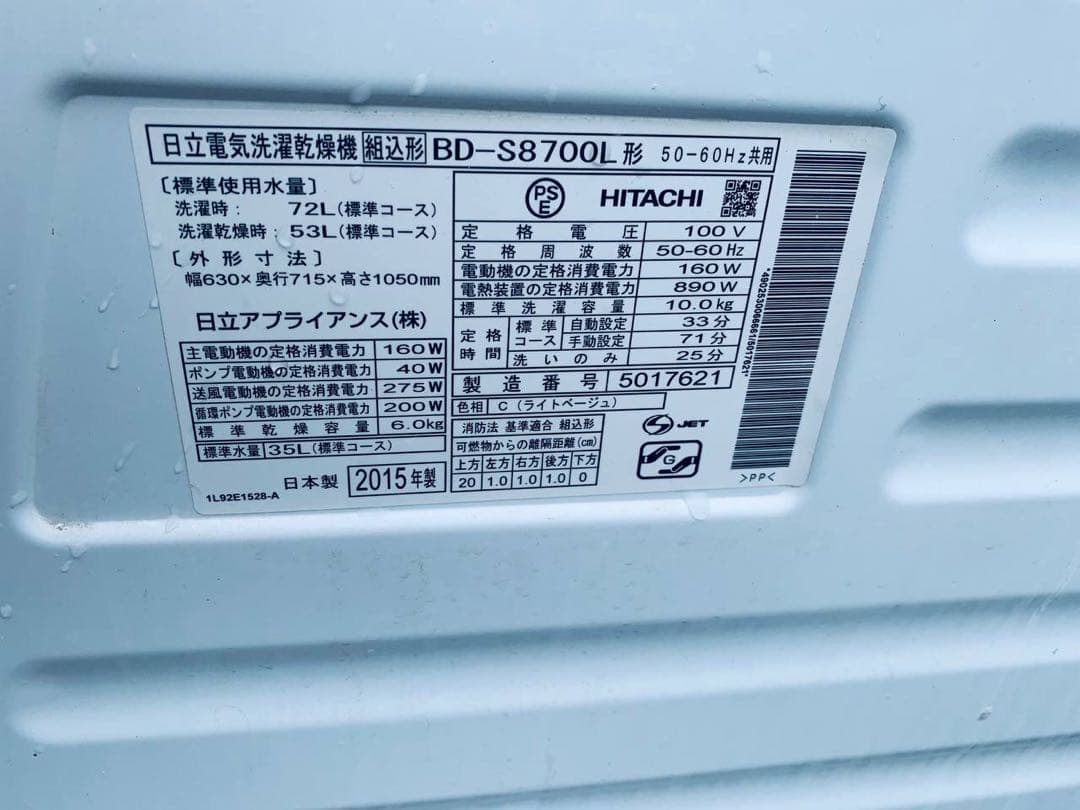 日立電気洗濯乾燥機 組込形 BD-S8700L形 50-60Hz共用
〔標準使用水量〕
洗濯時: 72L(標準コース)
洗濯乾燥時: 53L(標準コース)
〔外形寸法〕
幅630×奥行715×高さ1050mm
日立アプライアンス(株)
主電動機の定格消費電力 160W
ポンプ電動機の定格消費電力 40W
送風電動機の定格消費電力 275W
循環ポンプ電動機の定格消費電力 200W
標準乾燥容量 6.0kg
標準水量 35L(標準コース)
日本製 2015年製
1L92E1528-A
PSE HITACHI
定格電圧 100V
定格周波数 50-60Hz
電動機の定格消費電力 160W
電熱装置の定格消費電力 890W
標準洗濯容量 10.0kg
定格時間 標準コース 自動設定 33分
手動設定 71分
洗いのみ 25分
製造番号 5017621
色相 C(ライトベージュ)
消防法 基準適合 組込形
可燃物からの離隔距離(cm)
上方 左方 右方 後方 下方
20 1.0 1.0 1.0 0
S JET
G
>PP<